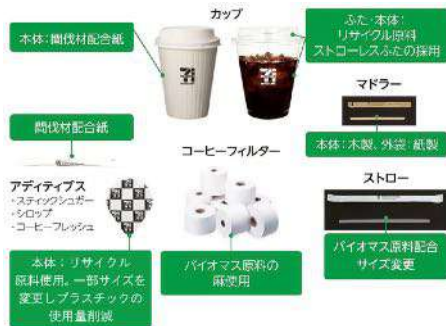 カップ
本体：間伐材配合紙
ふた・本体：
リサイクル原料
ストローレスふたの採用
マドラー
本体：木製、外袋：紙製
間伐材配合紙
コーヒーフィルター
ストロー
アディティブス
・スティックシュガー
・シロップ
・コーヒーフレッシュ
本体：リサイクル
原料使用。一部サイズを
変更しプラスチックの
使用量削減
バイオマス原料の
麻使用
バイオマス原料配合
サイズ変更